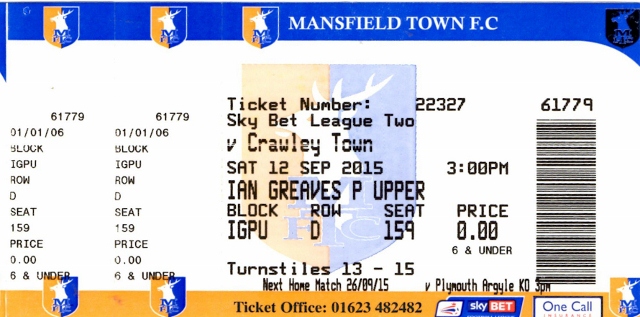 MANSFIELD TOWN F.C
61779
01/01/06
BLOCK
IGPU
ROW
D
SEAT
159
PRICE
0.00
6 & UNDER
61779
01/01/06
BLOCK
IGPU
ROW
D
SEAT
159
PRICE
0.00
6 & UNDER
Ticket Number: 22327 61779
Sky Bet League Two
v Crawley Town
SAT 12 SEP 2015 3:00PM
IAN GREAVES P UPPER
BLOCK ROW SEAT PRICE
IGPU D 159 0.00
6 & UNDER
Turnstiles 13 - 15
Next Home Match 26/09/15 v Plymouth Argyle KO 3pm
Ticket Office: 01623 482482
sky BET
One Call
INSURANCE